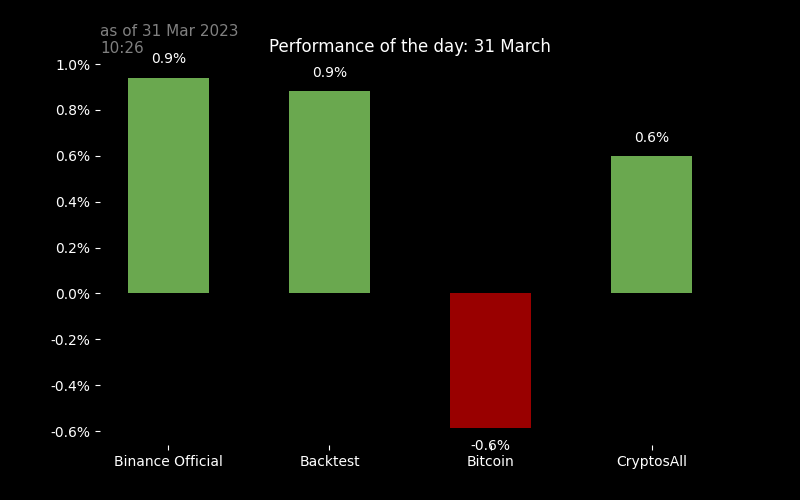 as of 31 Mar 2023
10:26
Performance of the day: 31 March
1.0%
0.8%
0.6%
0.4%
0.2%
0.0%
-0.2%
-0.4%
-0.6%
0.9%
0.9%
-0.6%
0.6%
Binance Official
Backtest
Bitcoin
CryptosAll